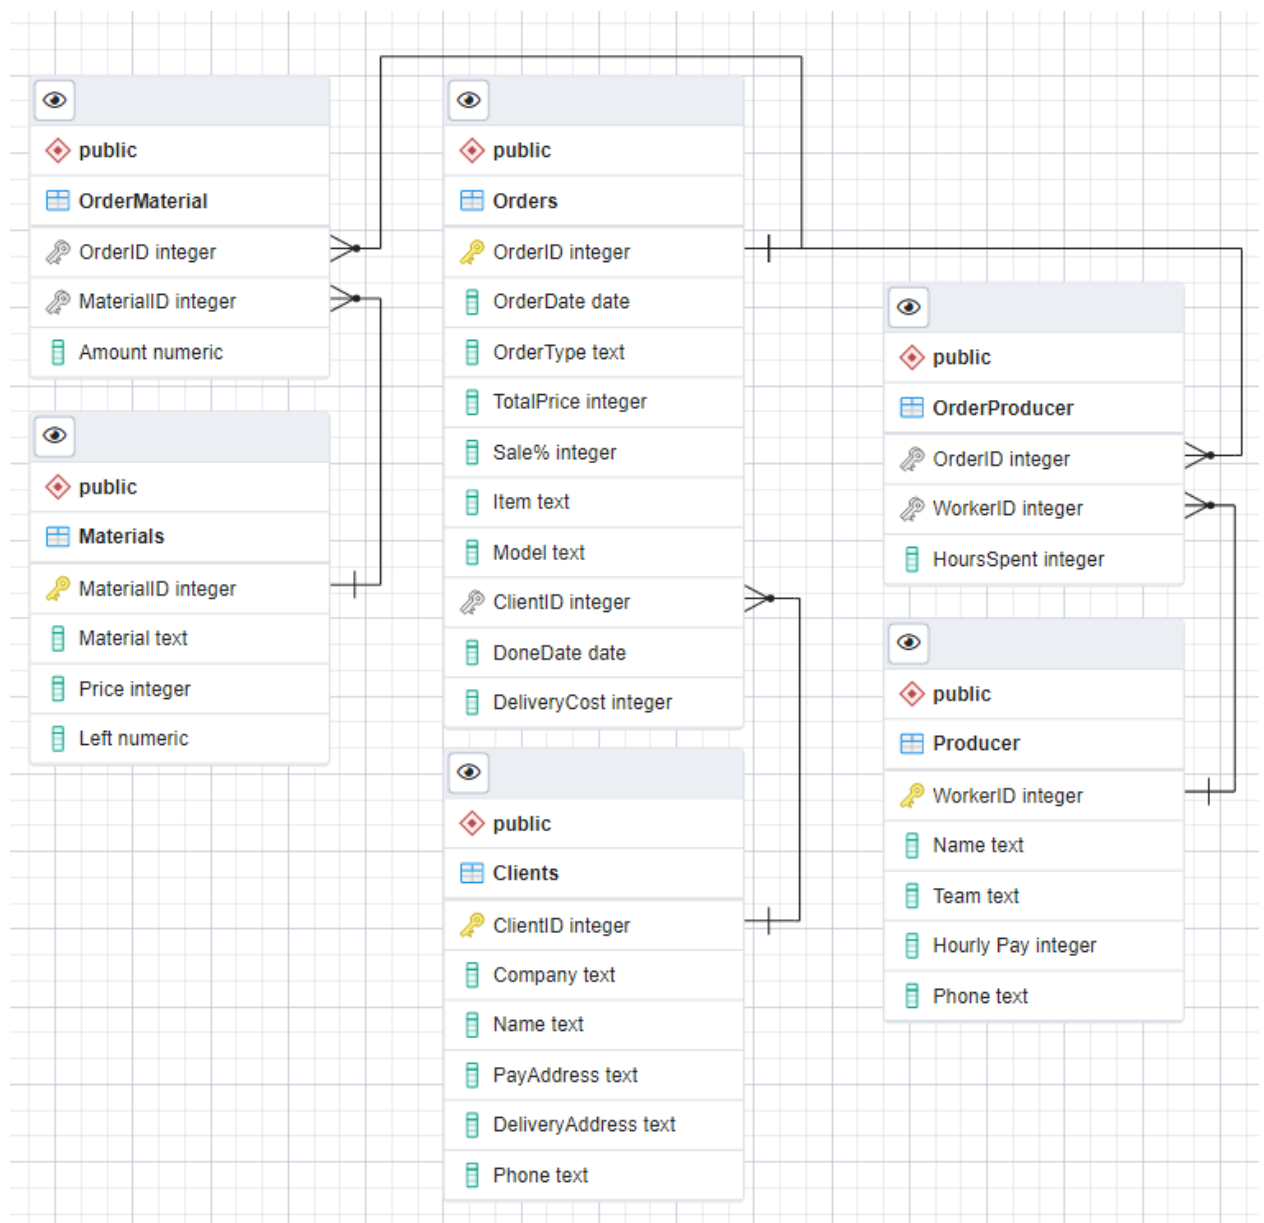 public
OrderMaterial
OrderID integer
MaterialID integer
Amount numeric
public
Materials
MaterialID integer
Material text
Price integer
Left numeric
public
Orders
OrderID integer
OrderDate date
OrderType text
TotalPrice integer
Sale% integer
Item text
Model text
ClientID integer
DoneDate date
DeliveryCost integer
public
Clients
ClientID integer
Company text
Name text
PayAddress text
DeliveryAddress text
Phone text
public
OrderProducer
OrderID integer
WorkerID integer
HoursSpent integer
public
Producer
WorkerID integer
Name text
Team text
Hourly Pay integer
Phone text